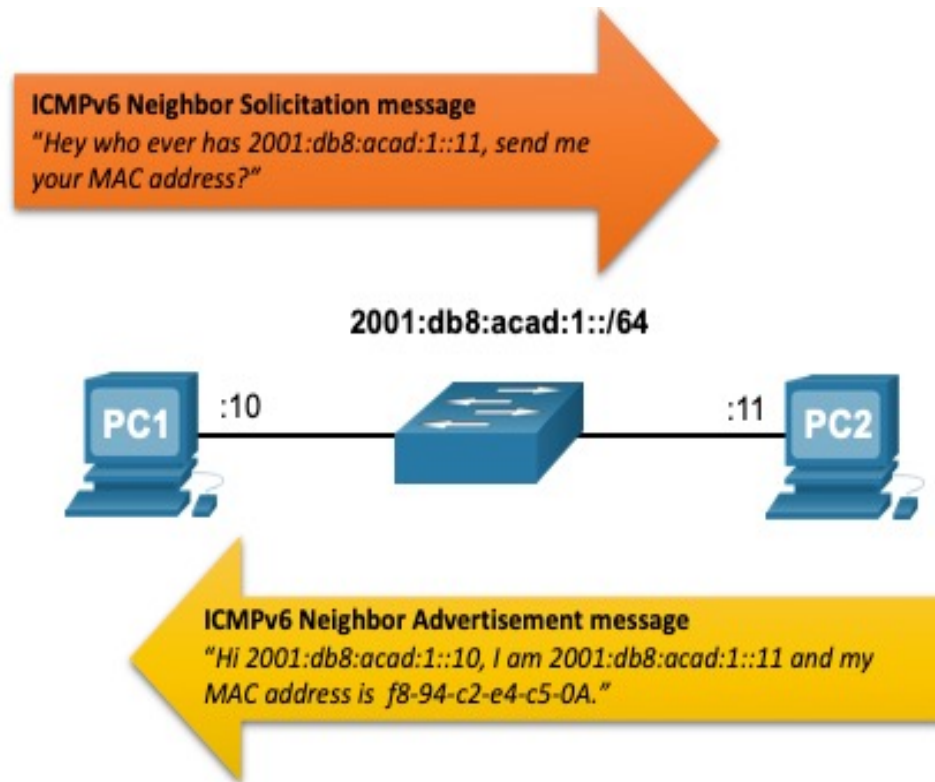 ICMPv6 Neighbor Solicitation message
"Hey who ever has 2001:db8:acad:1::11, send me
your MAC address?"
2001:db8:acad:1::/64
PC1
:10
:11
PC2
ICMPv6 Neighbor Advertisement message
"Hi 2001:db8:acad:1::10, I am 2001:db8:acad:1::11 and my
MAC address is f8-94-c2-e4-c5-0A."